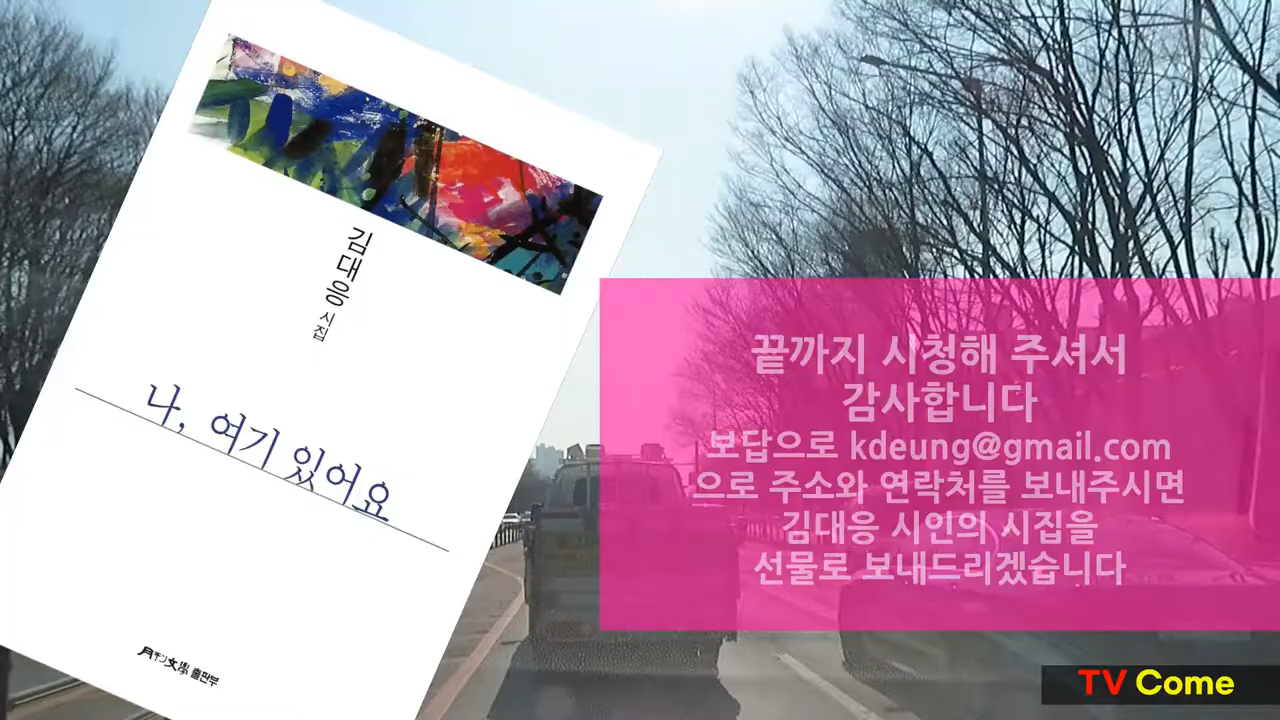 김대응 시집
나, 여기 있어요
月刊文學 출판부
끝까지 시청해 주셔서
감사합니다
보답으로 kdeung@gmail.com
으로 주소와 연락처를 보내주시면
김대응 시인의 시집을
선물로 보내드리겠습니다
TV Come